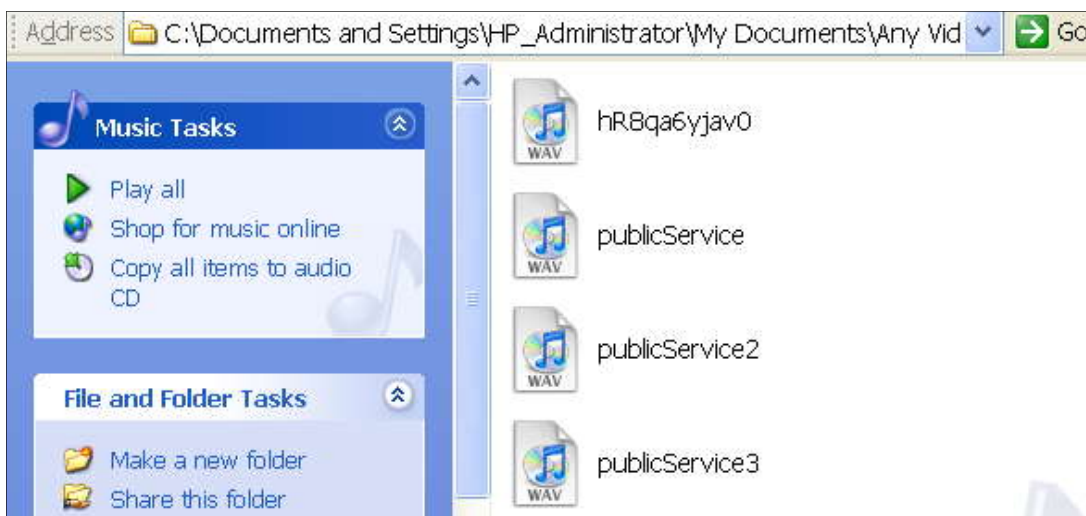 Address C:\Documents and Settings\HP_Administrator\My Documents\Any Vid Go
Music Tasks
Play all
Shop for music online
Copy all items to audio
CD
File and Folder Tasks
Make a new folder
Share this folder
WAV hR8qa6yjav0
WAV publicService
WAV publicService2
WAV publicService3